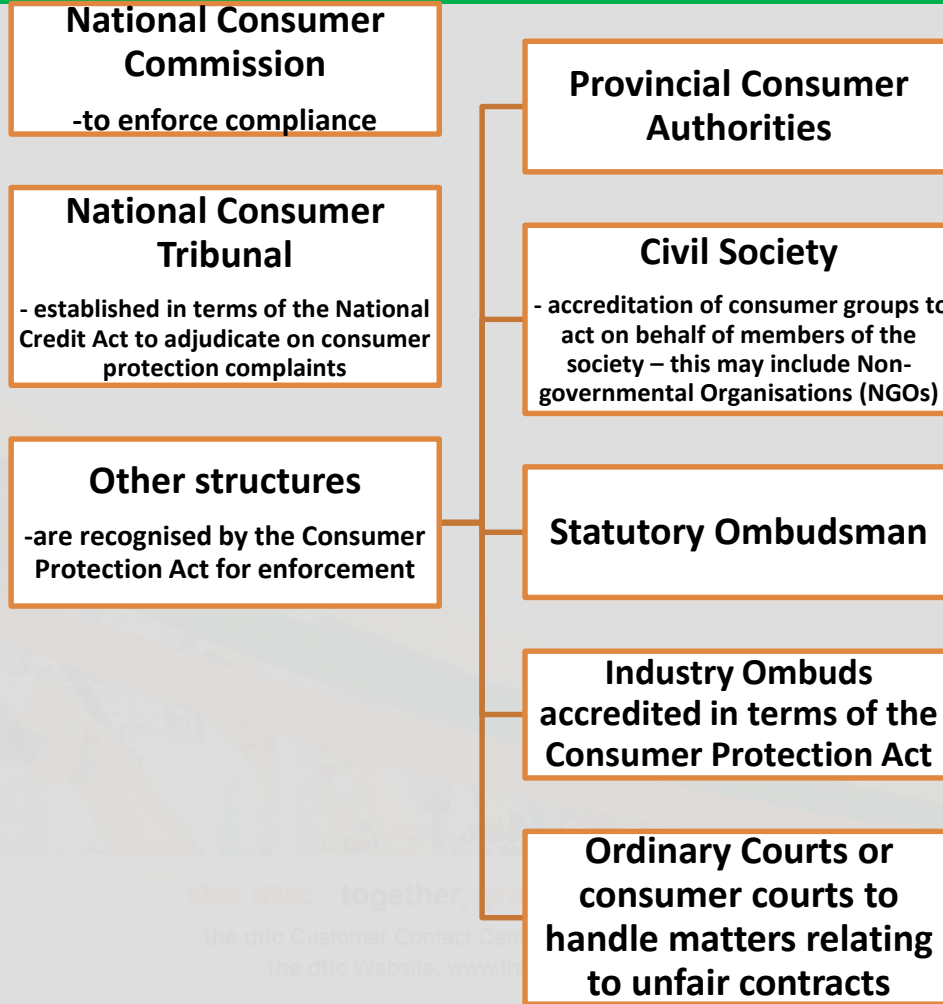 National Consumer
Commission
-to enforce compliance
National Consumer
Tribunal
- established in terms of the National
Credit Act to adjudicate on consumer
protection complaints
Other structures
-are recognised by the Consumer
Protection Act for enforcement
Provincial Consumer
Authorities
Civil Society
- accreditation of consumer groups to
act on behalf of members of the
society – this may include Non-
governmental Organisations (NGOs)
Statutory Ombudsman
Industry Ombuds
accredited in terms of the
Consumer Protection Act
Ordinary Courts or
consumer courts to
handle matters relating
to unfair contracts
the dtic - together,
the dtic Customer Contact
the dtic Website: